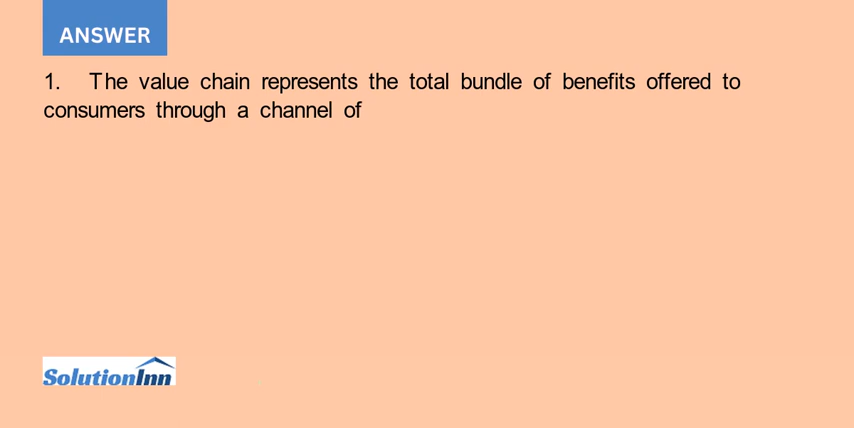 ANSWER
1. The value chain represents the total bundle of benefits offered to
consumers through a channel of
SolutionInn